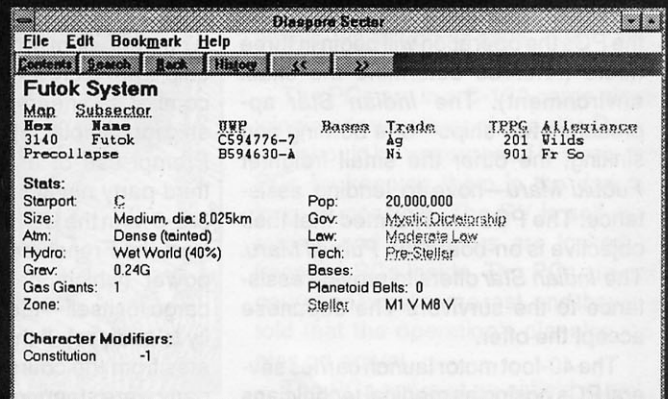 Diaspora Sector
File Edit Bookmark Help
Contents Search Back History << >>
Futok System
Map Subsector
Hex Name UWP Bases Trade Allegiance
3140 Futok C594776-7 Ag 201 Wilds
Precollapse B594630-A Ni 901 So
Stats:
Starport: C Pop: 20,000,000
Size: Medium, dia: 8,025km Gov: Mystic Dictatorship
Atm: Dense (tainted) Law: Moderate Law
Hydro: Wet World (40%) Tech: Pre-Stellar
Grav: 0.24G Bases:
Gas Giants: 1 Planetoid Belts: 0
Zone: Stellar: M1 V M8 V
Character Modifiers:
Constitution -1